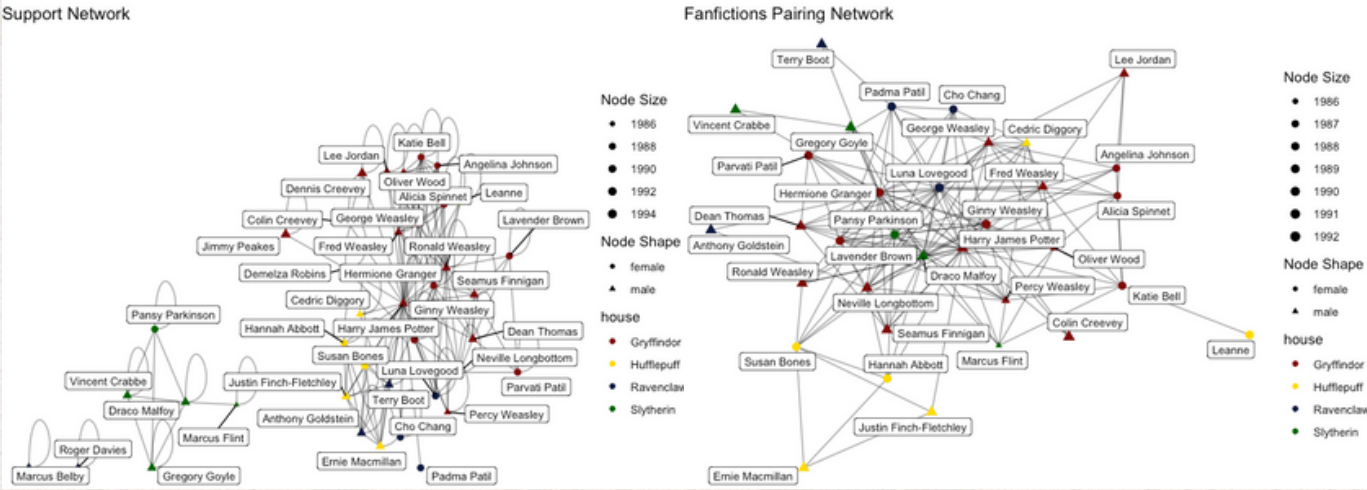 Support Network
Katie Bell
Lee Jordan
Angelina Johnson
Oliver Wood
Dennis Creevey
Alicia Spinnet
Leanne
Colin Creevey
George Weasley
Lavender Brown
Jimmy Peakes
Fred Weasley
Ronald Weasley
Demelza Robins
Hermione Granger
Seamus Finnigan
Cedric Diggory
Ginny Weasley
Pansy Parkinson
Hannah Abbott
Harry James Potter
Dean Thomas
Susan Bones
Neville Longbottom
Luna Lovegood
Vincent Crabbe
Justin Finch-Fletchley
Parvati Patil
Terry Boot
Draco Malfoy
Percy Weasley
Anthony Goldstein
Cho Chang
Marcus Flint
Roger Davies
Ernie Macmillan
Marcus Belby
Gregory Goyle
Padma Patil
Node Size
1986
1988
1990
1992
1994
Node Shape
female
male
house
Gryffindor
Hufflepuff
Ravenclaw
Slytherin
Fanfictions Pairing Network
Terry Boot
Lee Jordan
Padma Patil
Cho Chang
Vincent Crabbe
George Weasley
Cedric Diggory
Gregory Goyle
Angelina Johnson
Parvati Patil
Luna Lovegood
Fred Weasley
Hermione Granger
Ginny Weasley
Alicia Spinnet
Dean Thomas
Pansy Parkinson
Anthony Goldstein
Harry James Potter
Lavender Brown
Oliver Wood
Ronald Weasley
Draco Malfoy
Percy Weasley
Katie Bell
Neville Longbottom
Colin Creevey
Seamus Finnigan
Leanne
Susan Bones
Hannah Abbott
Marcus Flint
Justin Finch-Fletchley
Ernie Macmillan
Node Size
1986
1987
1988
1989
1990
1991
1992
Node Shape
female
male
house
Gryffindor
Hufflepuff
Ravenclaw
Slytherin